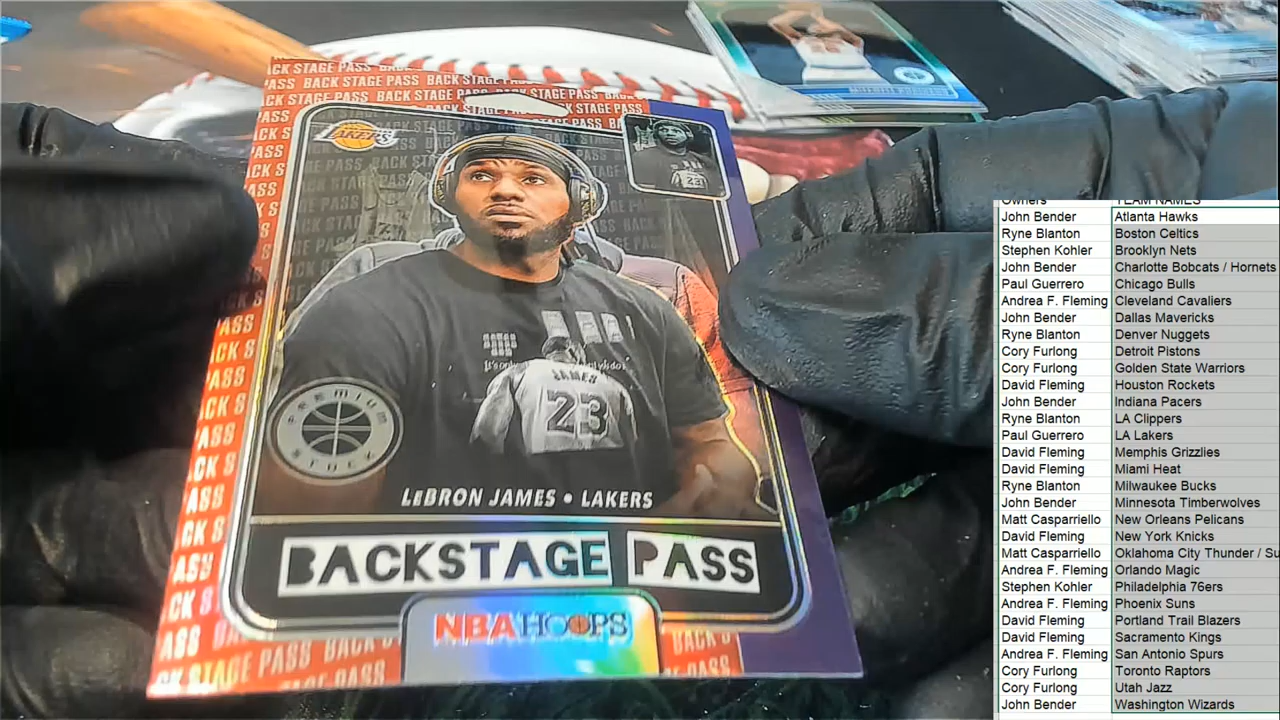 BACK STAGE PASS BACK STAGE PASS
BACK STAGE PASS BACK STAGE PASS
LAKERS
JAMES
23
PREMIUM
STOCK
LEBRON JAMES • LAKERS
BACKSTAGE PASS
NBA HOOPS
BACK STAGE PASS BACK S
Owners TEAM NAMES
John Bender Atlanta Hawks
Ryne Blanton Boston Celtics
Stephen Kohler Brooklyn Nets
John Bender Charlotte Bobcats / Hornets
Paul Guerrero Chicago Bulls
Andrea F. Fleming Cleveland Cavaliers
John Bender Dallas Mavericks
Ryne Blanton Denver Nuggets
Cory Furlong Detroit Pistons
Cory Furlong Golden State Warriors
David Fleming Houston Rockets
John Bender Indiana Pacers
Ryne Blanton LA Clippers
Paul Guerrero LA Lakers
David Fleming Memphis Grizzlies
David Fleming Miami Heat
Ryne Blanton Milwaukee Bucks
John Bender Minnesota Timberwolves
Matt Casparriello New Orleans Pelicans
David Fleming New York Knicks
Matt Casparriello Oklahoma City Thunder / Su
Andrea F. Fleming Orlando Magic
Stephen Kohler Philadelphia 76ers
Andrea F. Fleming Phoenix Suns
David Fleming Portland Trail Blazers
David Fleming Sacramento Kings
Andrea F. Fleming San Antonio Spurs
Cory Furlong Toronto Raptors
Cory Furlong Utah Jazz
John Bender Washington Wizards